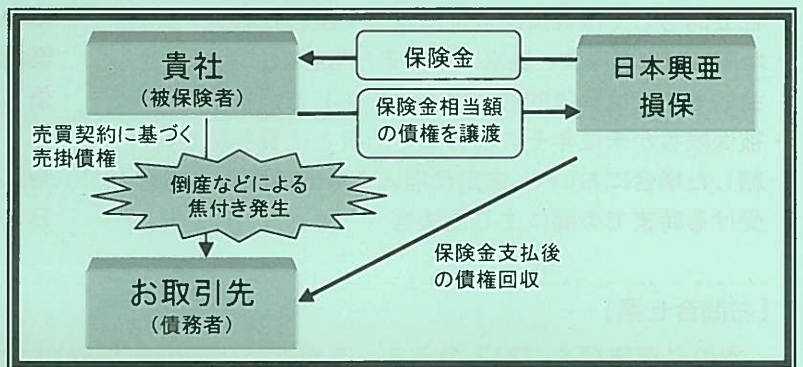 貴社
(被保険者)
保険金
日本興亜
損保
保険金相当額
の債権を譲渡
売買契約に基づく
売掛債権
倒産などによる
焦付き発生
保険金支払後
の債権回収
お取引先
(債務者)